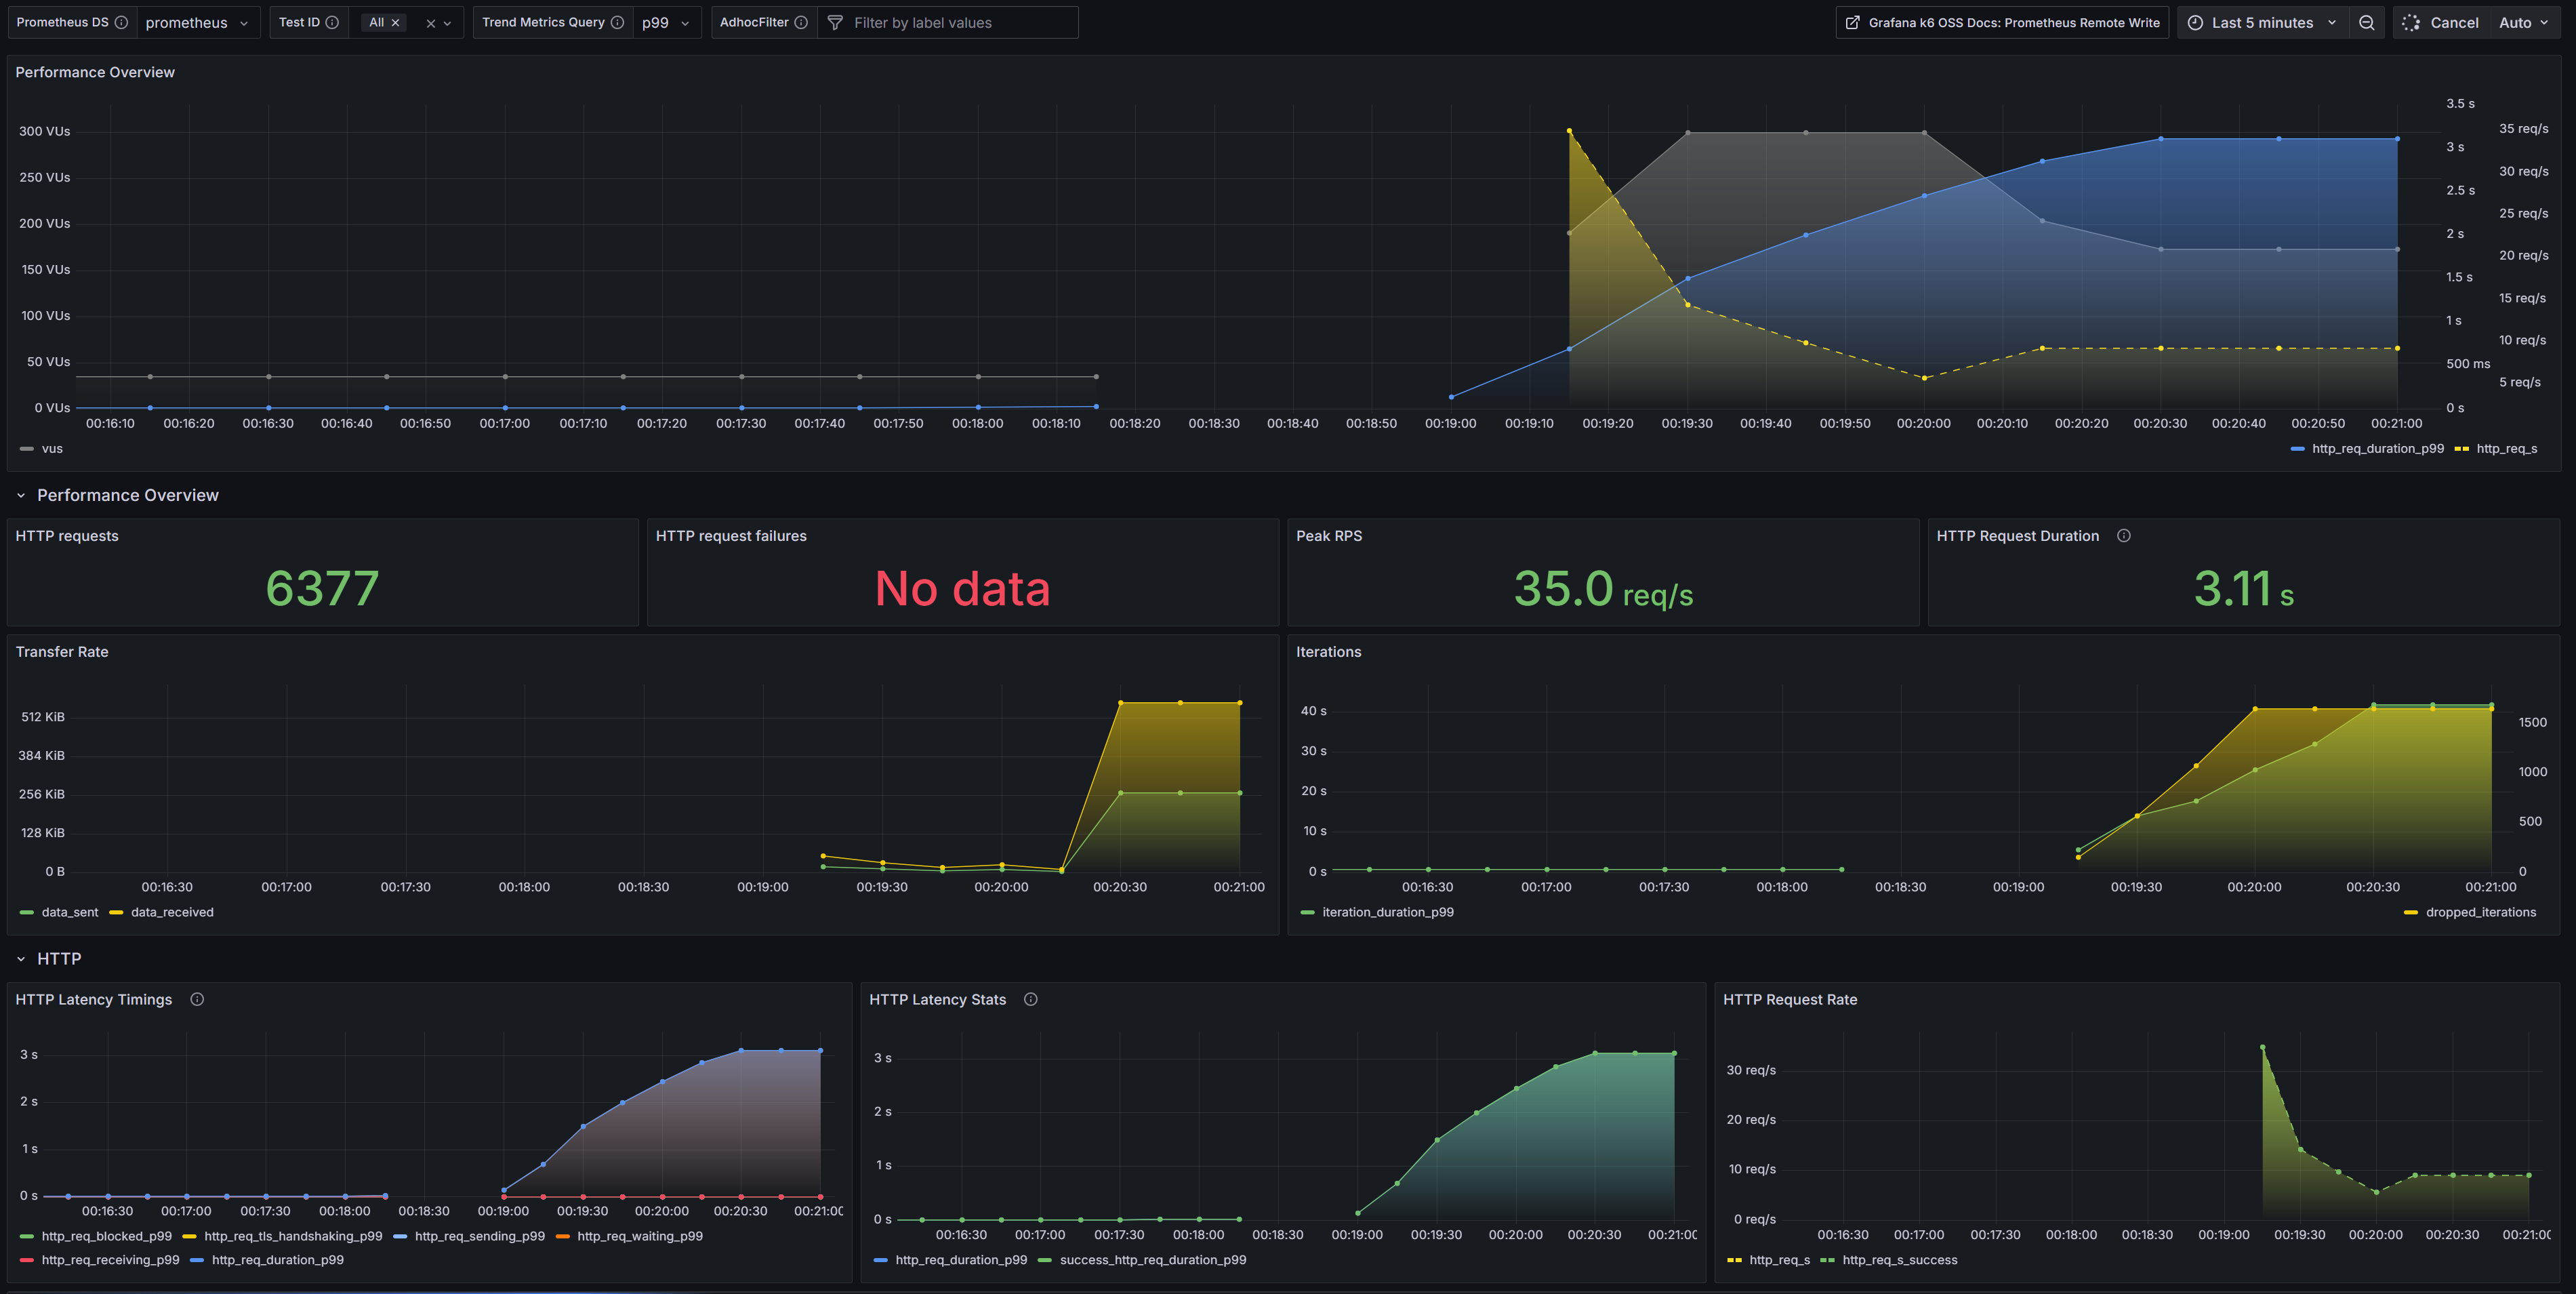 Prometheus DS prometheus Test ID All Trend Metrics Query p99 AdhocFilter Filter by label values Grafana k6 OSS Docs: Prometheus Remote Write Last 5 minutes Cancel Auto
Performance Overview
300 VUs
250 VUs
200 VUs
150 VUs
100 VUs
50 VUs
0 VUs
3.5 s
3 s
2.5 s
2 s
1.5 s
1 s
500 ms
0 s
35 req/s
30 req/s
25 req/s
20 req/s
15 req/s
10 req/s
5 req/s
00:16:10 00:16:20 00:16:30 00:16:40 00:16:50 00:17:00 00:17:10 00:17:20 00:17:30 00:17:40 00:17:50 00:18:00 00:18:10 00:18:20 00:18:30 00:18:40 00:18:50 00:19:00 00:19:10 00:19:20 00:19:30 00:19:40 00:19:50 00:20:00 00:20:10 00:20:20 00:20:30 00:20:40 00:20:50 00:21:00
vus http_req_duration_p99 http_req_s
Performance Overview
HTTP requests
6377
HTTP request failures
No data
Peak RPS
35.0 req/s
HTTP Request Duration
3.11 s
Transfer Rate
512 KiB
384 KiB
256 KiB
128 KiB
0 B
00:16:30 00:17:00 00:17:30 00:18:00 00:18:30 00:19:00 00:19:30 00:20:00 00:20:30 00:21:00
data_sent data_received
Iterations
40 s
30 s
20 s
10 s
0 s
1500
1000
500
0
00:16:30 00:17:00 00:17:30 00:18:00 00:18:30 00:19:00 00:19:30 00:20:00 00:20:30 00:21:00
iteration_duration_p99 dropped_iterations
HTTP
HTTP Latency Timings
3 s
2 s
1 s
0 s
00:16:30 00:17:00 00:17:30 00:18:00 00:18:30 00:19:00 00:19:30 00:20:00 00:20:30 00:21:00
http_req_blocked_p99 http_req_tls_handshaking_p99 http_req_sending_p99 http_req_waiting_p99
http_req_receiving_p99 http_req_duration_p99
HTTP Latency Stats
3 s
2 s
1 s
0 s
00:16:30 00:17:00 00:17:30 00:18:00 00:18:30 00:19:00 00:19:30 00:20:00 00:20:30 00:21:00
http_req_duration_p99 success_http_req_duration_p99
HTTP Request Rate
30 req/s
20 req/s
10 req/s
0 req/s
00:16:30 00:17:00 00:17:30 00:18:00 00:18:30 00:19:00 00:19:30 00:20:00 00:20:30 00:21:00
http_req_s http_req_s_success